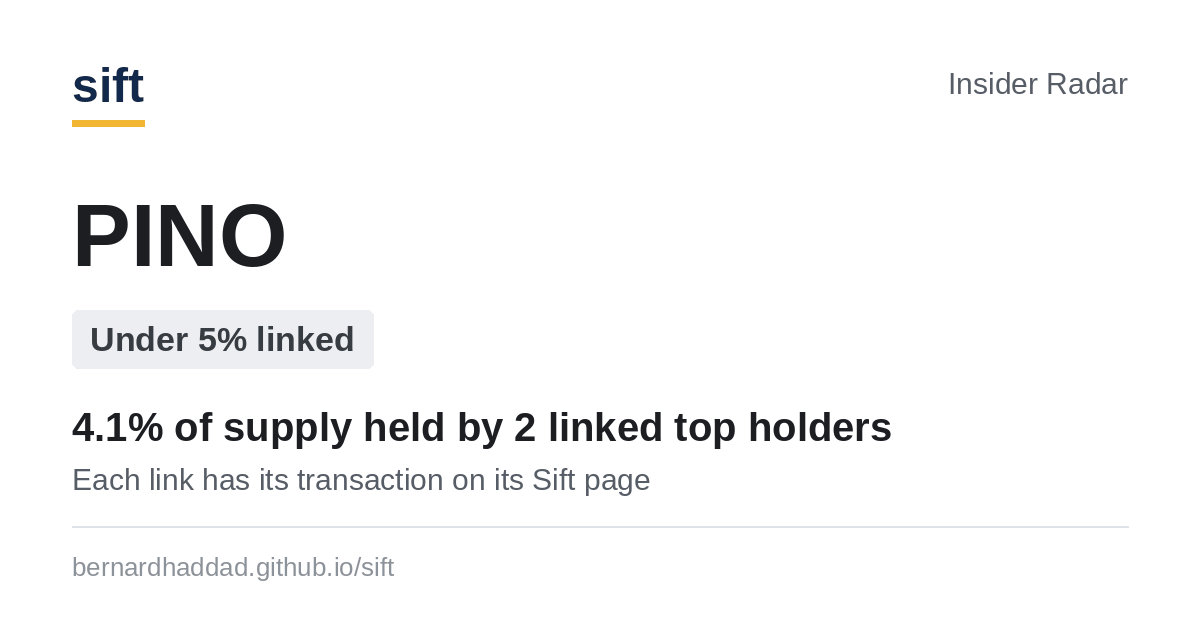 sift
Insider Radar
PINO
Under 5% linked
4.1% of supply held by 2 linked top holders
Each link has its transaction on its Sift page
bernardhaddad.github.io/sift